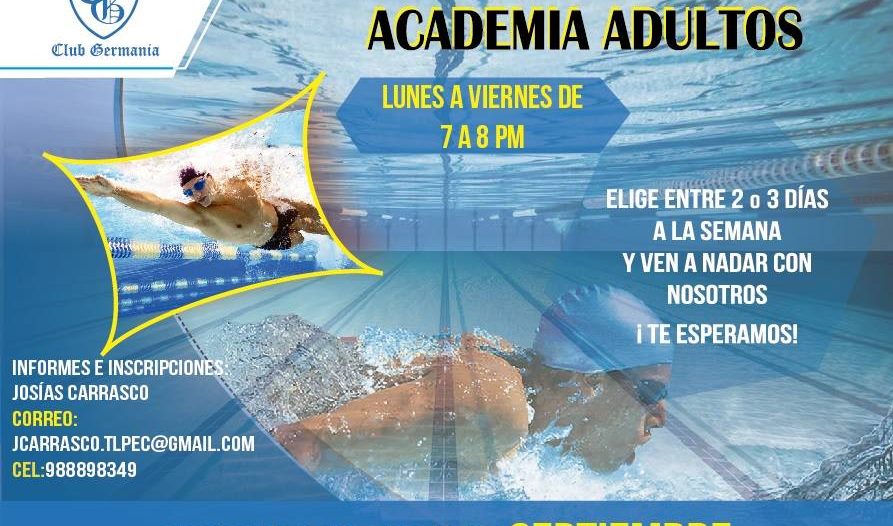 Club Germania
ACADEMIA ADULTOS
LUNES A VIERNES DE
7 A 8 PM
ELIGE ENTRE 2 o 3 DÍAS
A LA SEMANA
Y VEN A NADAR CON
NOSOTROS
¡TE ESPERAMOS!
INFORMES E INSCRIPCIONES:
JOSÍAS CARRASCO
CORREO:
JCARRASCO.TLPEC@GMAIL.COM
CEL:988898349
SEPTIEMBRE